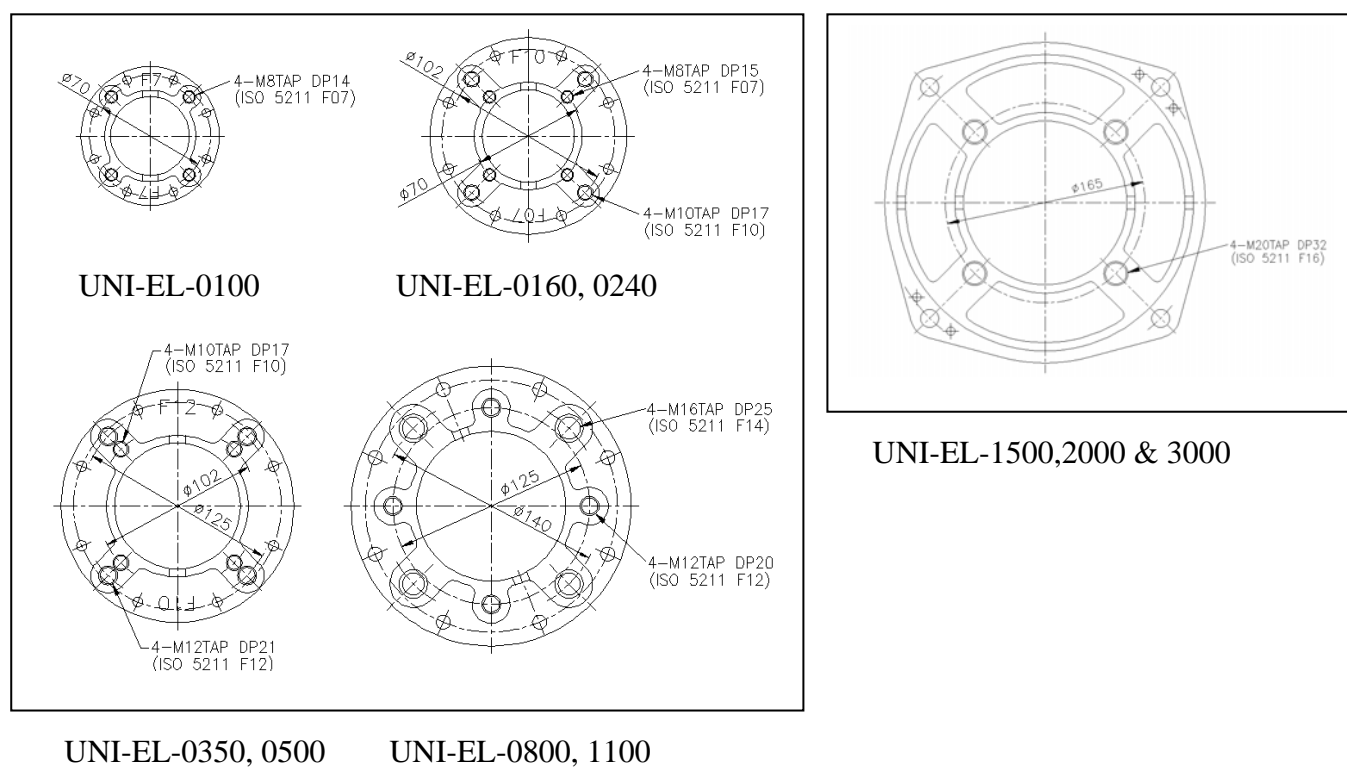 ø70
F7
4-M8TAP DP14
(ISO 5211 F07)
F7
UNI-EL-0100
ø102
F10
4-M8TAP DP15
(ISO 5211 F07)
ø70
F07
4-M10TAP DP17
(ISO 5211 F10)
UNI-EL-0160, 0240
4-M10TAP DP17
(ISO 5211 F10)
F12
ø102
ø125
F10
4-M12TAP DP21
(ISO 5211 F12)
UNI-EL-0350, 0500
4-M16TAP DP25
(ISO 5211 F14)
ø125
ø140
4-M12TAP DP20
(ISO 5211 F12)
UNI-EL-0800, 1100
ø165
4-M20TAP DP32
(ISO 5211 F16)
UNI-EL-1500,2000 & 3000